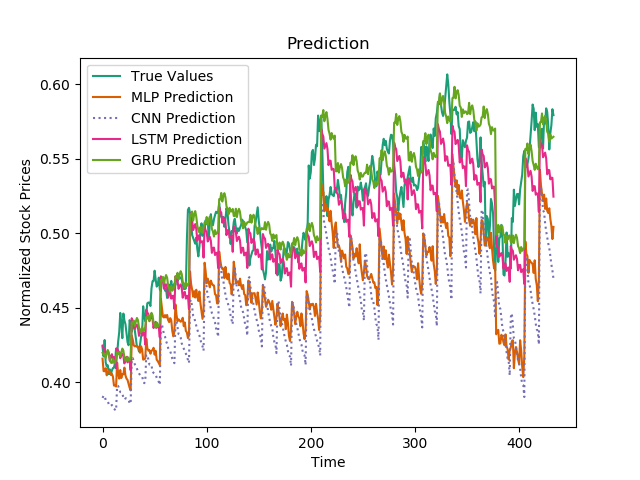 Prediction
True Values
MLP Prediction
CNN Prediction
LSTM Prediction
GRU Prediction
Normalized Stock Prices
0.60
0.55
0.50
0.45
0.40
0
100
200
300
400
Time